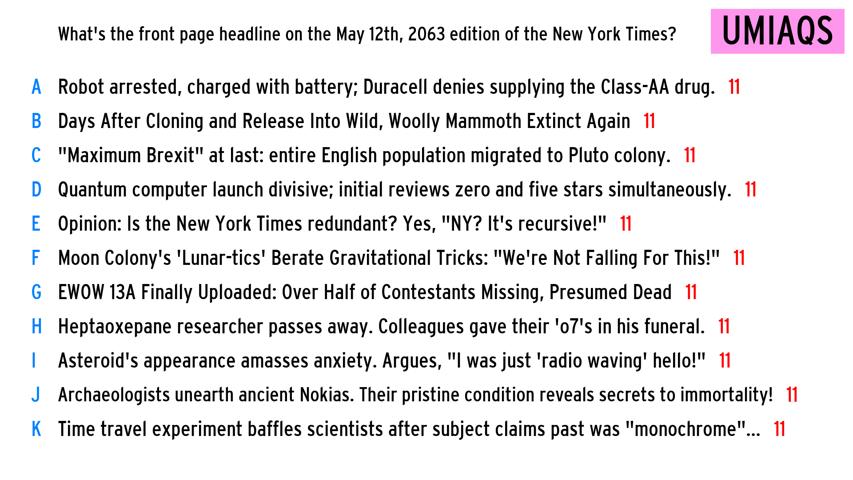 What's the front page headline on the May 12th, 2063 edition of the New York Times?
UMIAQS
A Robot arrested, charged with battery; Duracell denies supplying the Class-AA drug. 11
B Days After Cloning and Release Into Wild, Woolly Mammoth Extinct Again 11
C "Maximum Brexit" at last: entire English population migrated to Pluto colony. 11
D Quantum computer launch divisive; initial reviews zero and five stars simultaneously. 11
E Opinion: Is the New York Times redundant? Yes, "NY? It's recursive!" 11
F Moon Colony's 'Lunar-tics' Berate Gravitational Tricks: "We're Not Falling For This!" 11
G EWOW 13A Finally Uploaded: Over Half of Contestants Missing, Presumed Dead 11
H Heptaoxepane researcher passes away. Colleagues gave their 'o7's in his funeral. 11
I Asteroid's appearance amasses anxiety. Argues, "I was just 'radio waving' hello!" 11
J Archaeologists unearth ancient Nokias. Their pristine condition reveals secrets to immortality! 11
K Time travel experiment baffles scientists after subject claims past was "monochrome"... 11